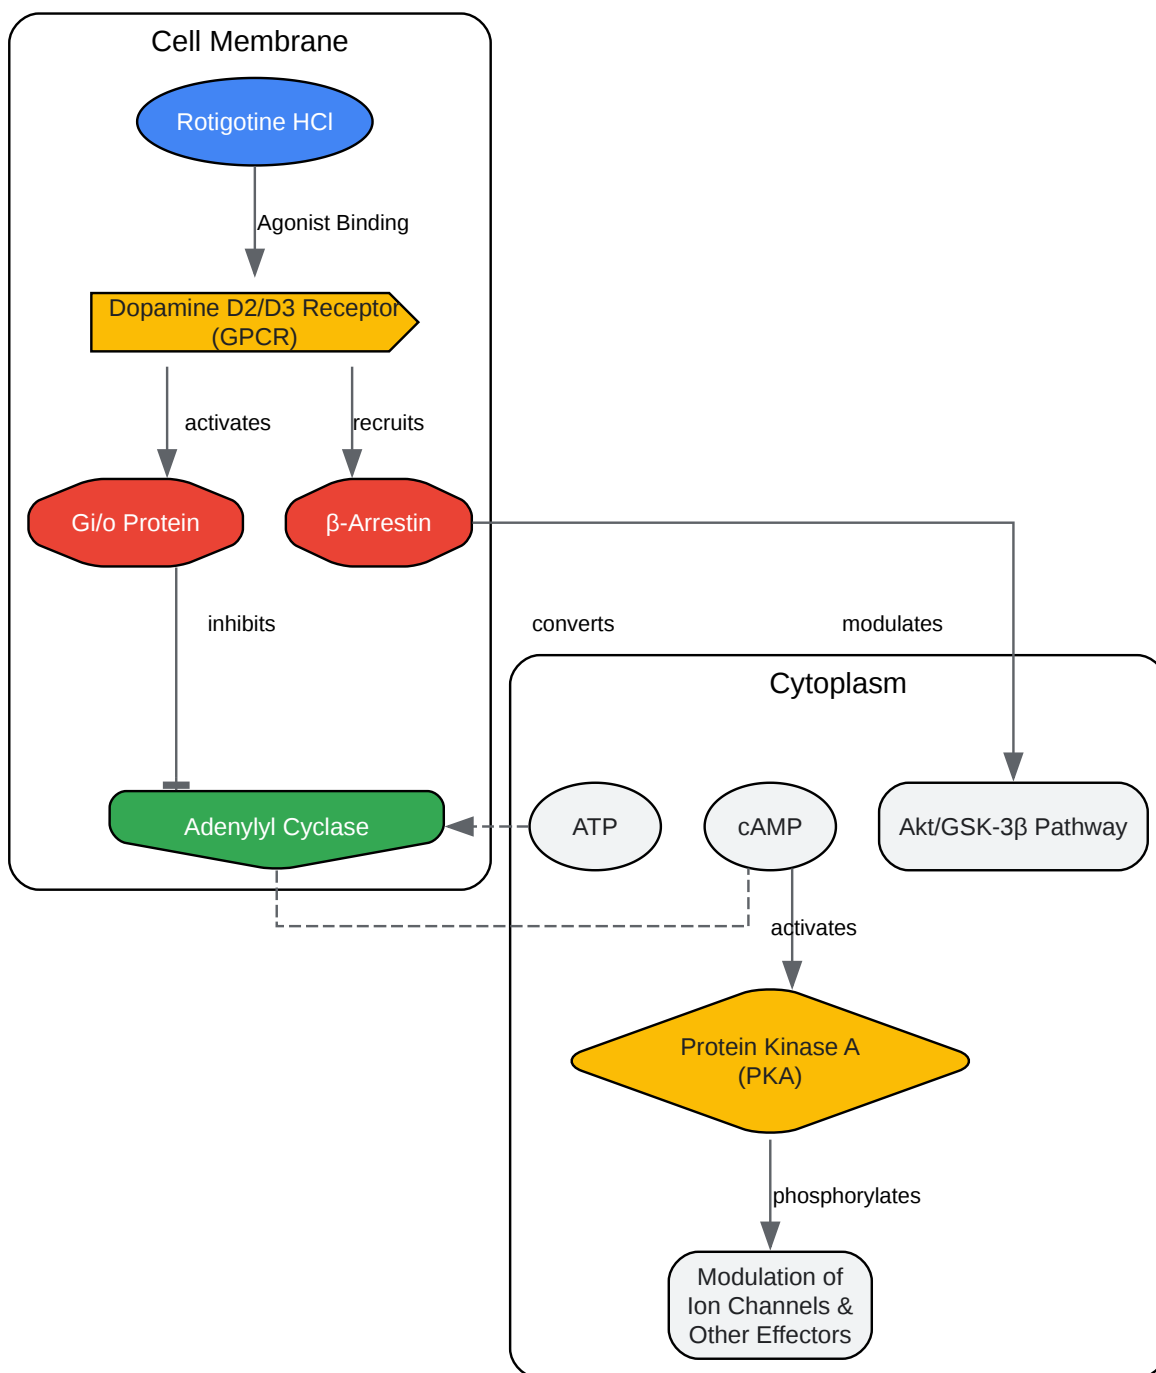 Cell Membrane
Rotigotine HCl
Agonist Binding
Dopamine D2/D3 Receptor
(GPCR)
activates
recruits
Gi/o Protein
β-Arrestin
inhibits
converts
modulates
Cytoplasm
Adenylyl Cyclase
ATP
cAMP
Akt/GSK-3β Pathway
activates
Protein Kinase A
(PKA)
phosphorylates
Modulation of
Ion Channels &
Other Effectors